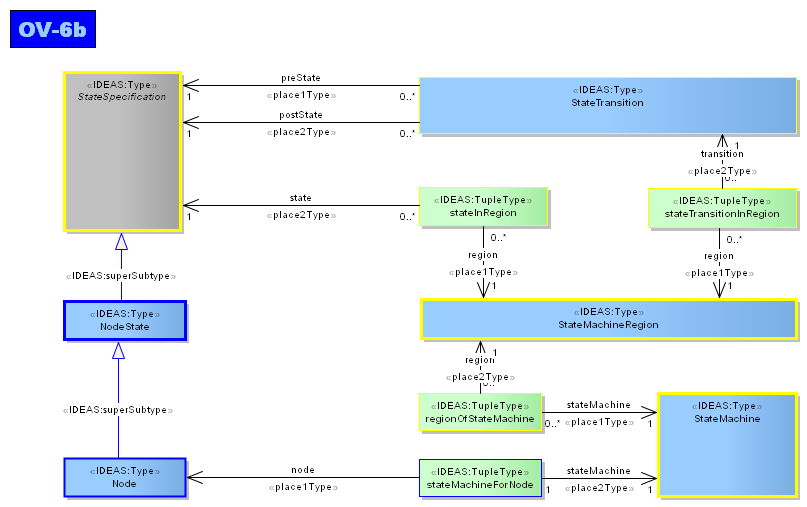 OV-6b
«IDEAS:Type»
StateSpecification
preState
«place1Type»
1
0..*
postState
«place2Type»
1
0..*
«IDEAS:Type»
StateTransition
1
transition
«place2Type»
0..*
state
«place2Type»
1
0..*
«IDEAS:TupleType»
stateInRegion
«IDEAS:TupleType»
stateTransitionInRegion
0..*
region
«place1Type»
1
0..*
region
«place1Type»
1
«IDEAS:superSubtype»
«IDEAS:Type»
NodeState
«IDEAS:Type»
StateMachineRegion
1
region
«place2Type»
«IDEAS:superSubtype»
«IDEAS:TupleType»
regionOfStateMachine
stateMachine
0..*
«place1Type»
1
«IDEAS:Type»
StateMachine
«IDEAS:Type»
Node
node
«place1Type»
«IDEAS:TupleType»
stateMachineForNode
stateMachine
1
«place2Type»
1